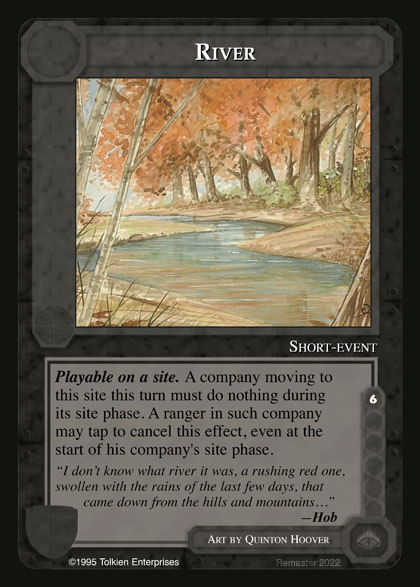 River
Short-event
Playable on a site. A company moving to
this site this turn must do nothing during
its site phase. A ranger in such company
may tap to cancel this effect, even at the
start of his company's site phase.
6
“I don't know what river it was, a rushing red one,
swollen with the rains of the last few days, that
came down from the hills and mountains…”
—Hob
Art by Quinton Hoover
©1995 Tolkien Enterprises
Remaster 2022